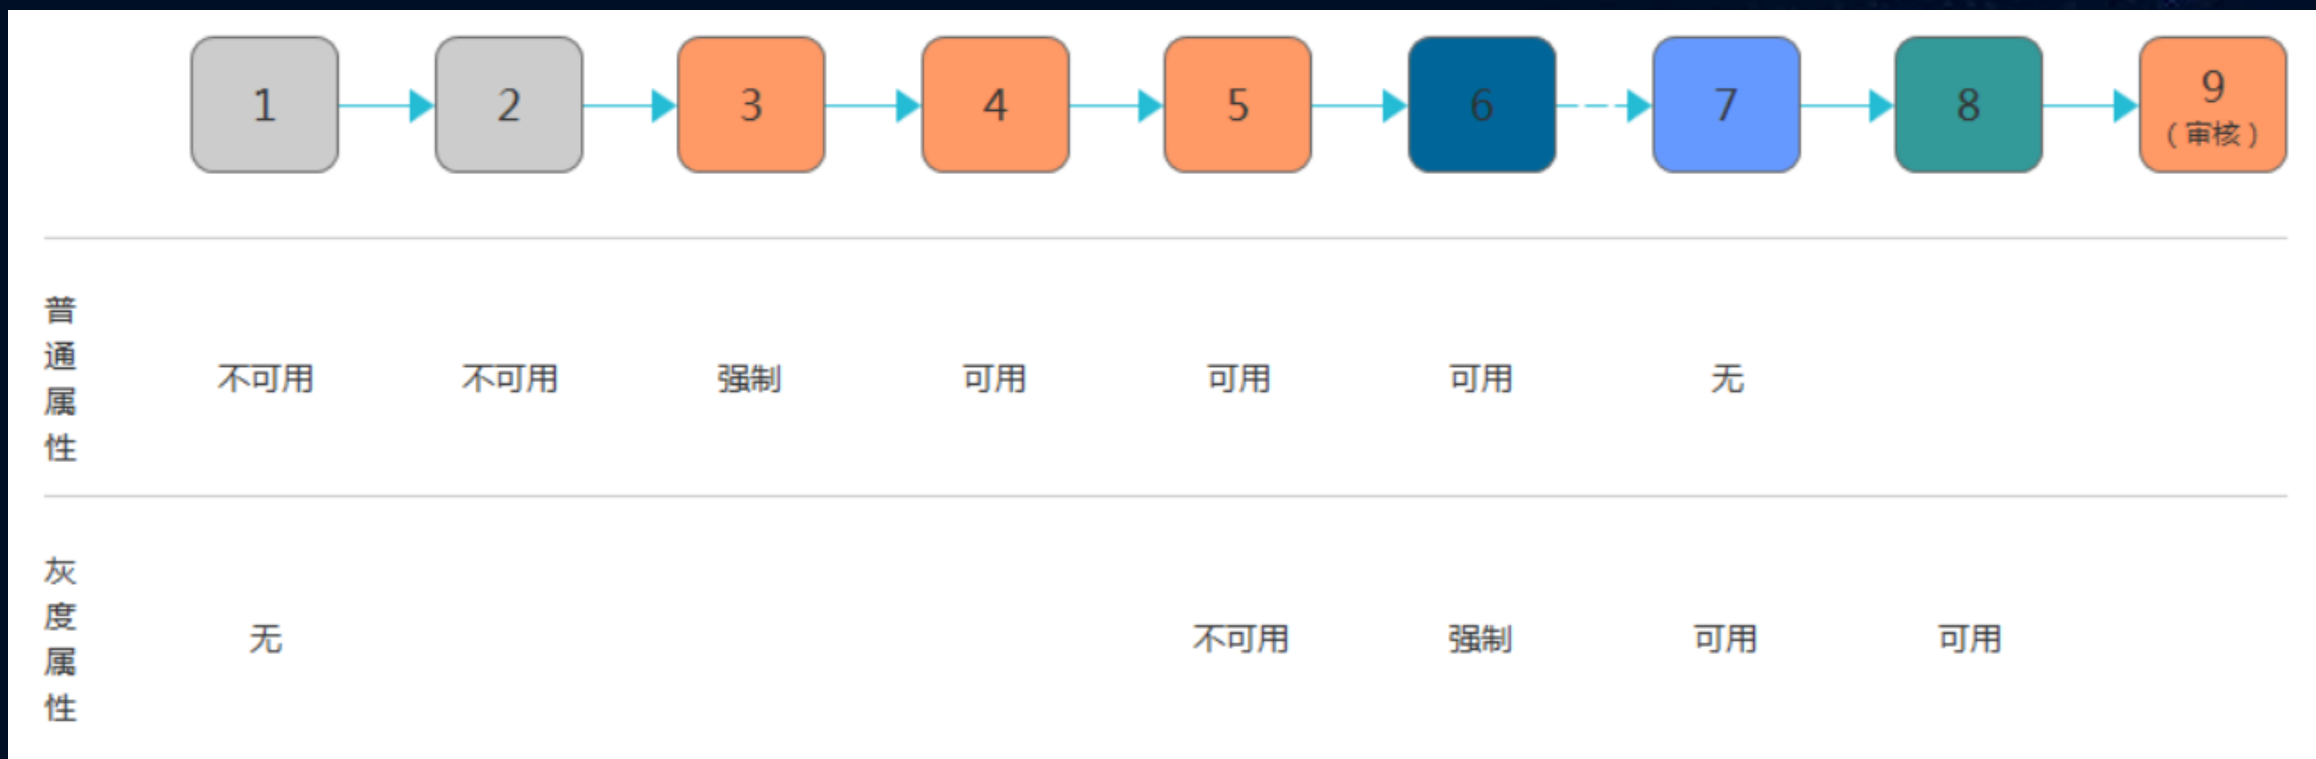 1
2
3
4
5
6
7
8
9
（审核）
普通属性
不可用
不可用
强制
可用
可用
可用
无
灰度属性
无
不可用
强制
可用
可用